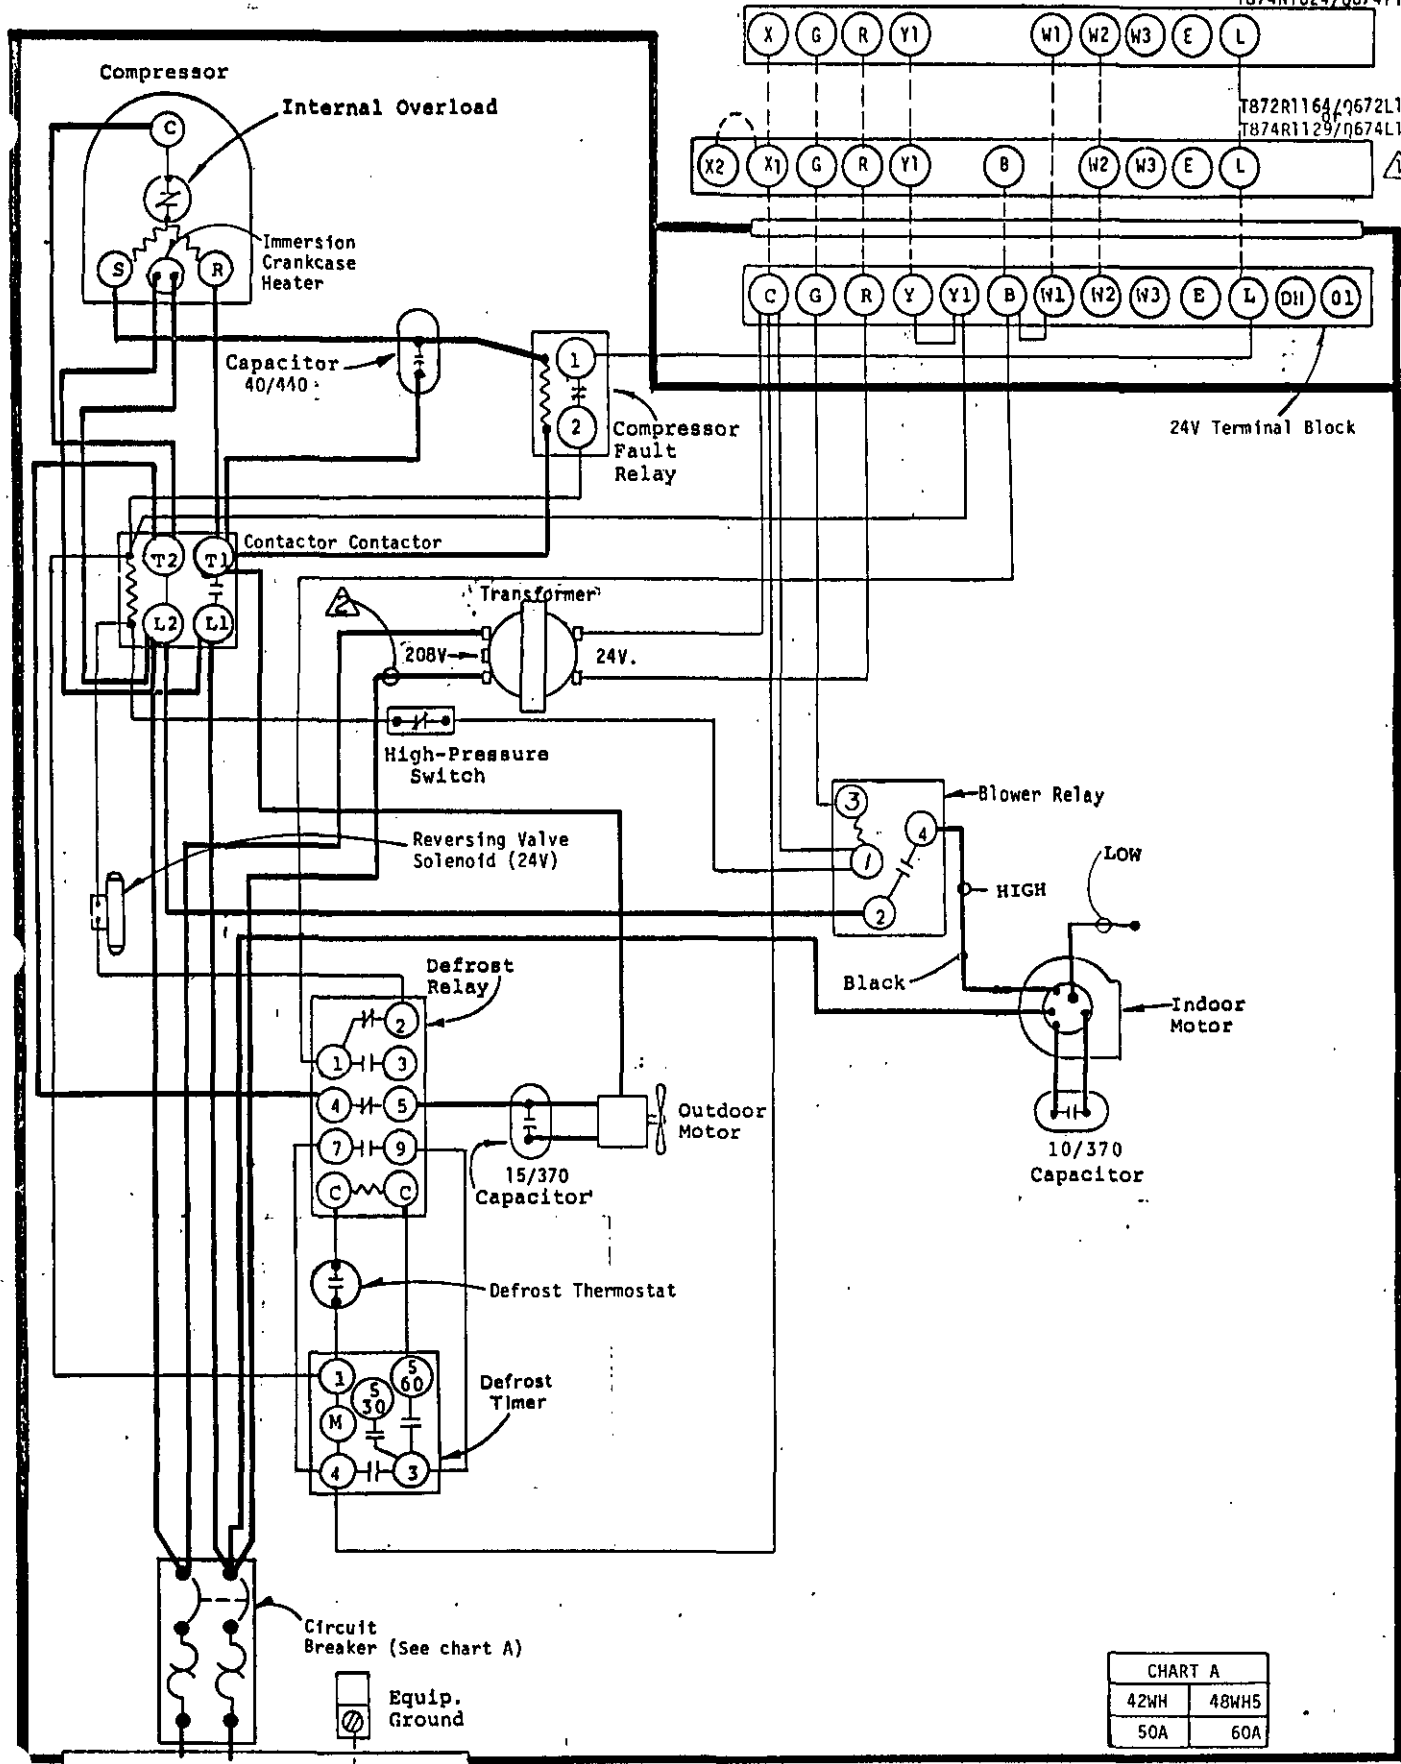 X G R Y1 W1 W2 W3 E L
T872R1164/Q672L1
or
T874R1129/Q674L1
X2 X1 G R Y1 B W2 W3 E L
C G R Y Y1 B W1 W2 W3 E L DH O1
24V Terminal Block
Compressor
Internal Overload
C
S
R
Immersion
Crankcase
Heater
Capacitor
40/440
1
2
Compressor
Fault
Relay
Contactor Contactor
T2 T1
L2 L1
2
Transformer
208V
24V.
High-Pressure
Switch
Reversing Valve
Solenoid (24V)
Blower Relay
3
4
1
2
HIGH
LOW
Black
Indoor
Motor
10/370
Capacitor
Defrost
Relay
2
1 3
4 5
7 9
C C
Outdoor
Motor
15/370
Capacitor
Defrost Thermostat
1
S
30
S
60
M
4 3
Defrost
Timer
Circuit
Breaker (See chart A)
Equip.
Ground
CHART A
42WH 48WH5
50A 60A